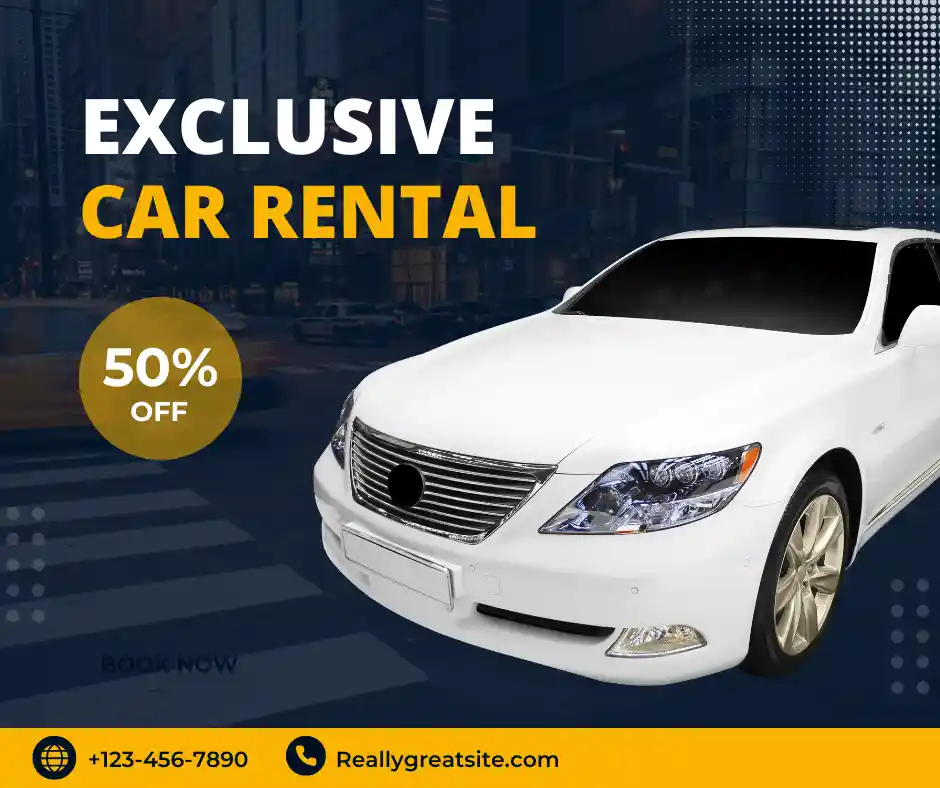 EXCLUSIVE
CAR RENTAL
50%
OFF
BOOK NOW
+123-456-7890
Reallygreatsite.com